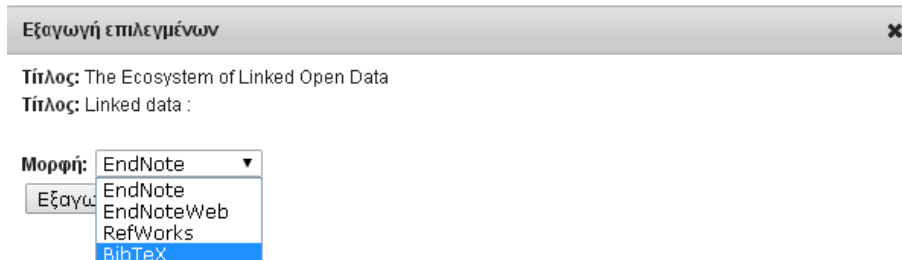 Εξαγωγή επιλεγμένων
Τίτλος: The Ecosystem of Linked Open Data
Τίτλος: Linked data :
Μορφή: EndNote
EndNote
EndNoteWeb
RefWorks
BibTeX